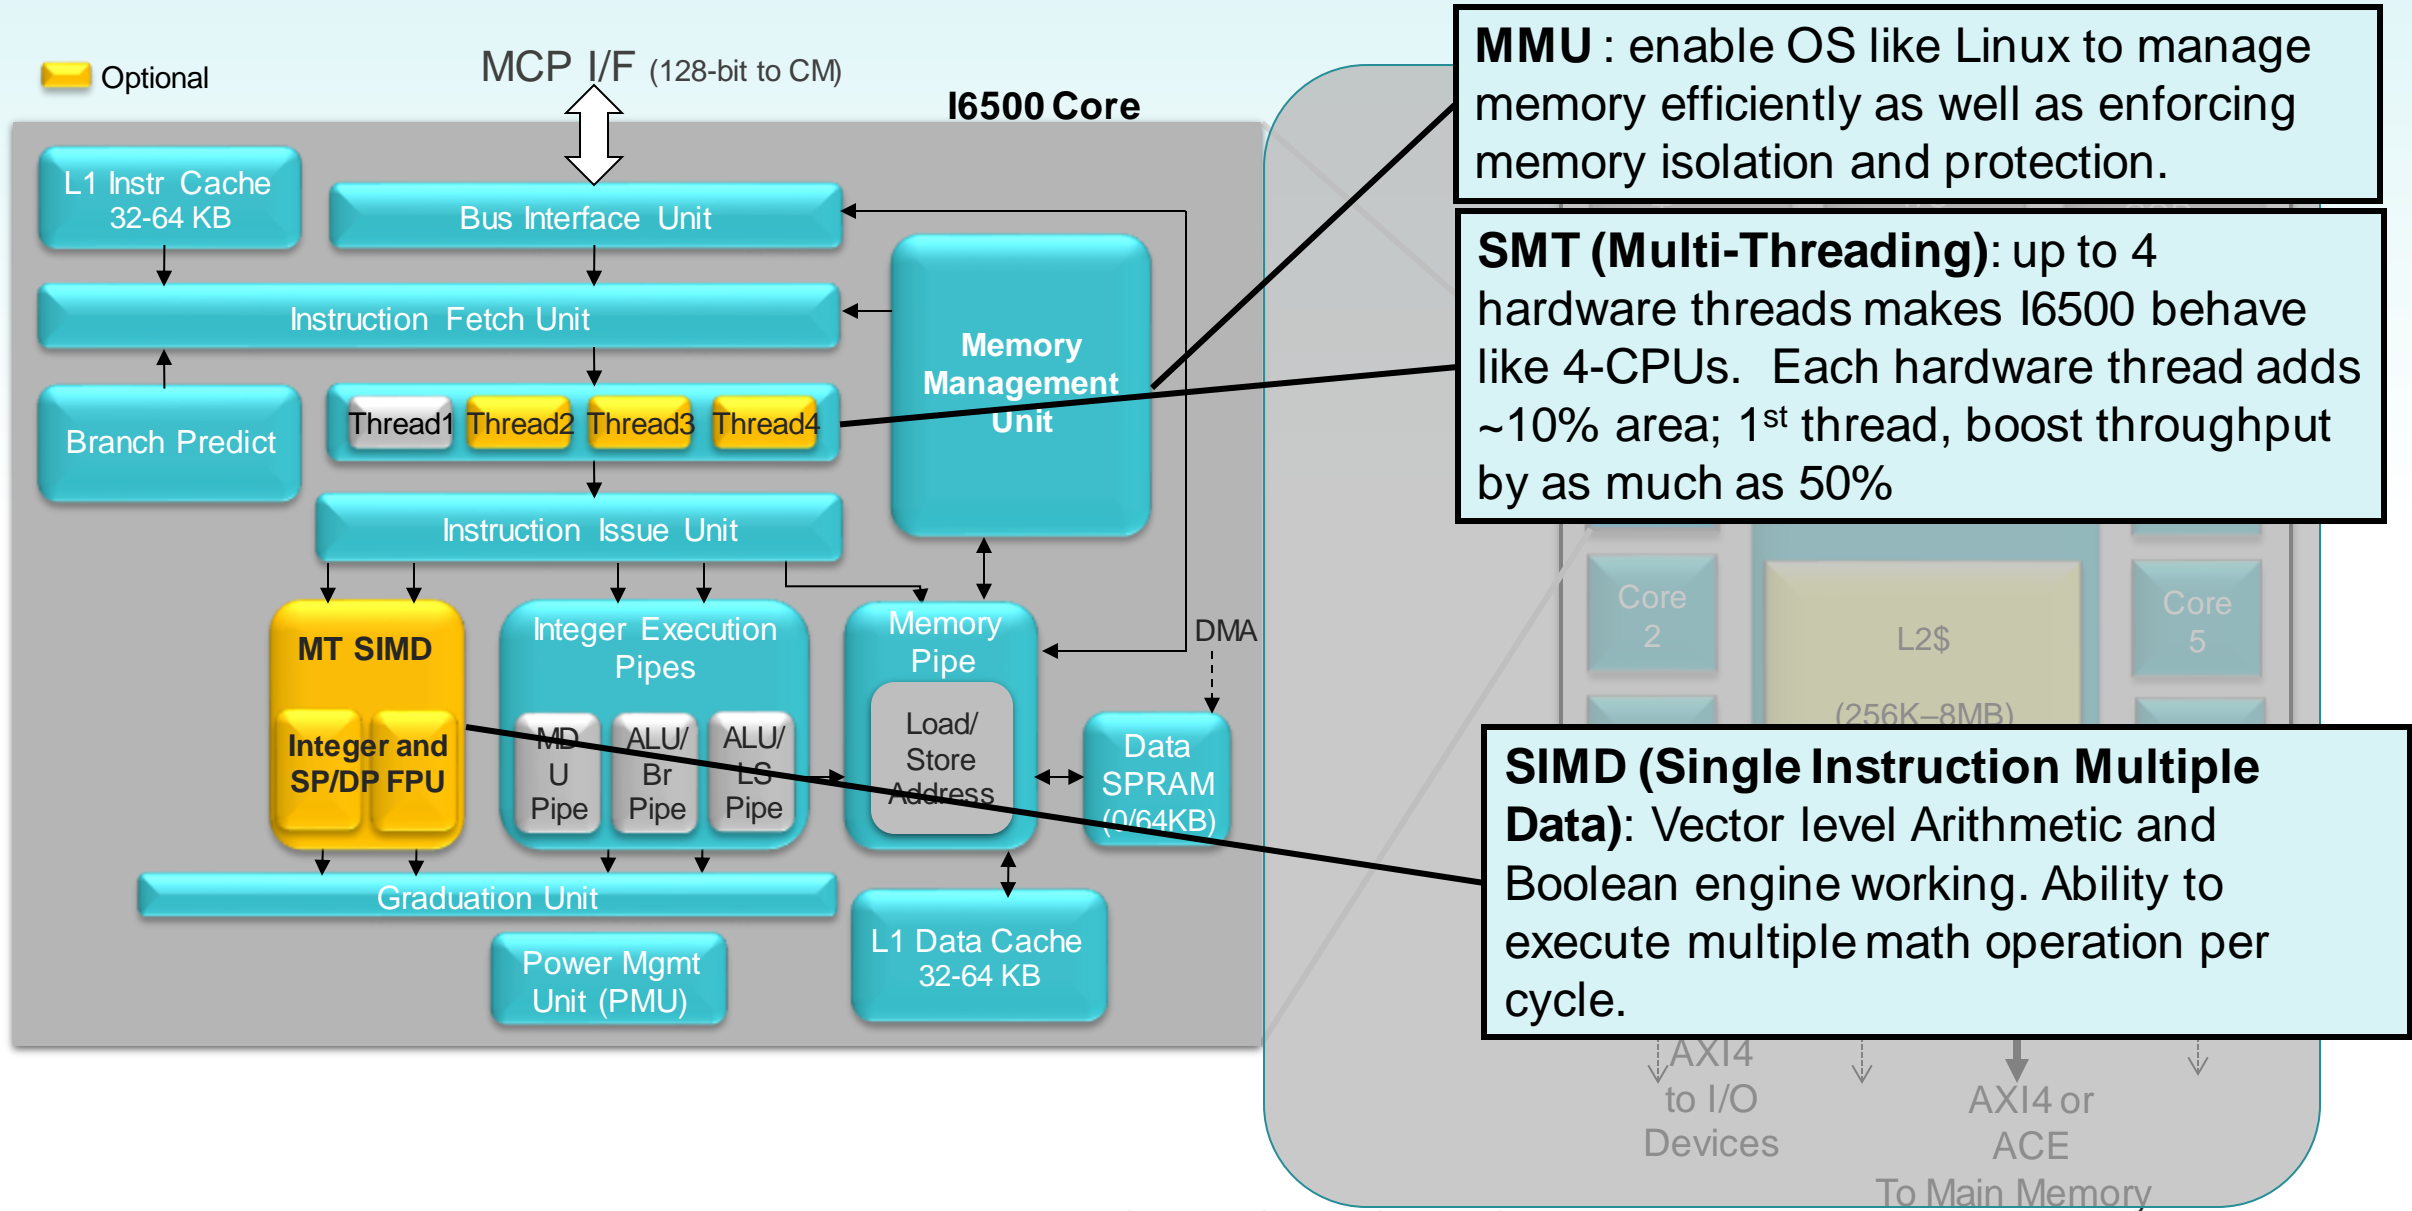 Optional
MCP I/F (128-bit to CM)
I6500 Core
L1 Instr Cache
32-64 KB
Bus Interface Unit
Instruction Fetch Unit
Memory
Management
Unit
Branch Predict
Thread1 Thread2 Thread3 Thread4
Instruction Issue Unit
MT SIMD
Integer and
SP/DP FPU
Integer Execution
Pipes
MD
U
Pipe
ALU/
Br
Pipe
ALU/
LS
Pipe
Memory
Pipe
Load/
Store
Address
DMA
Data
SPRAM
(0/64KB)
Graduation Unit
Power Mgmt
Unit (PMU)
L1 Data Cache
32-64 KB
MMU : enable OS like Linux to manage
memory efficiently as well as enforcing
memory isolation and protection.
SMT (Multi-Threading): up to 4
hardware threads makes I6500 behave
like 4-CPUs. Each hardware thread adds
~10% area; 1st thread, boost throughput
by as much as 50%
Core
2
L2$
(256K–8MB)
Core
5
SIMD (Single Instruction Multiple
Data): Vector level Arithmetic and
Boolean engine working. Ability to
execute multiple math operation per
cycle.
AXI4
to I/O
Devices
AXI4 or
ACE
To Main Memory